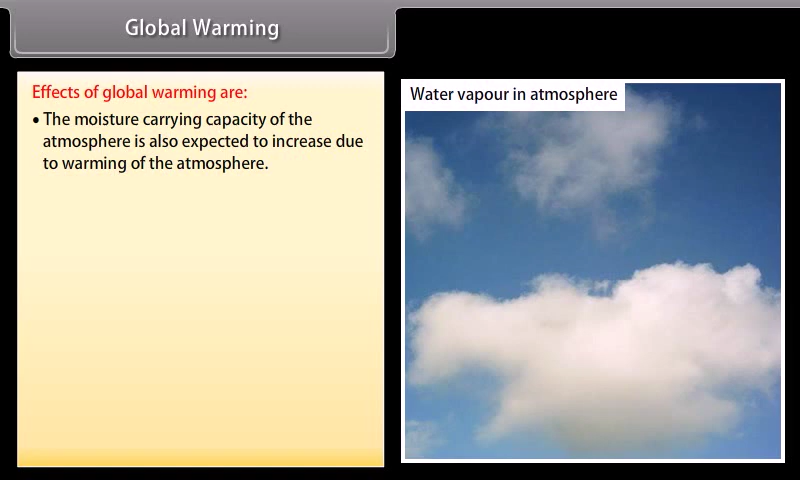 Global Warming
Effects of global warming are:
• The moisture carrying capacity of the
atmosphere is also expected to increase due
to warming of the atmosphere.
Water vapour in atmosphere